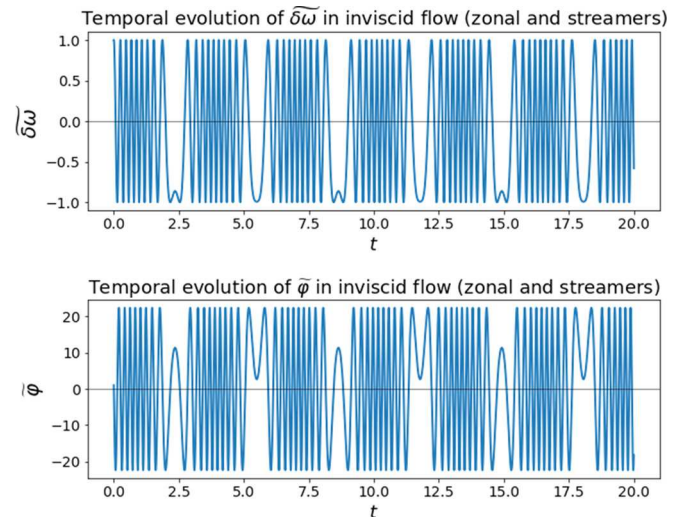 Temporal evolution of δω̃ in inviscid flow (zonal and streamers)
δω̃
1.0
0.5
0.0
−0.5
−1.0
0.0 2.5 5.0 7.5 10.0 12.5 15.0 17.5 20.0
t
Temporal evolution of φ̃ in inviscid flow (zonal and streamers)
φ̃
20
10
0
−10
−20
0.0 2.5 5.0 7.5 10.0 12.5 15.0 17.5 20.0
t